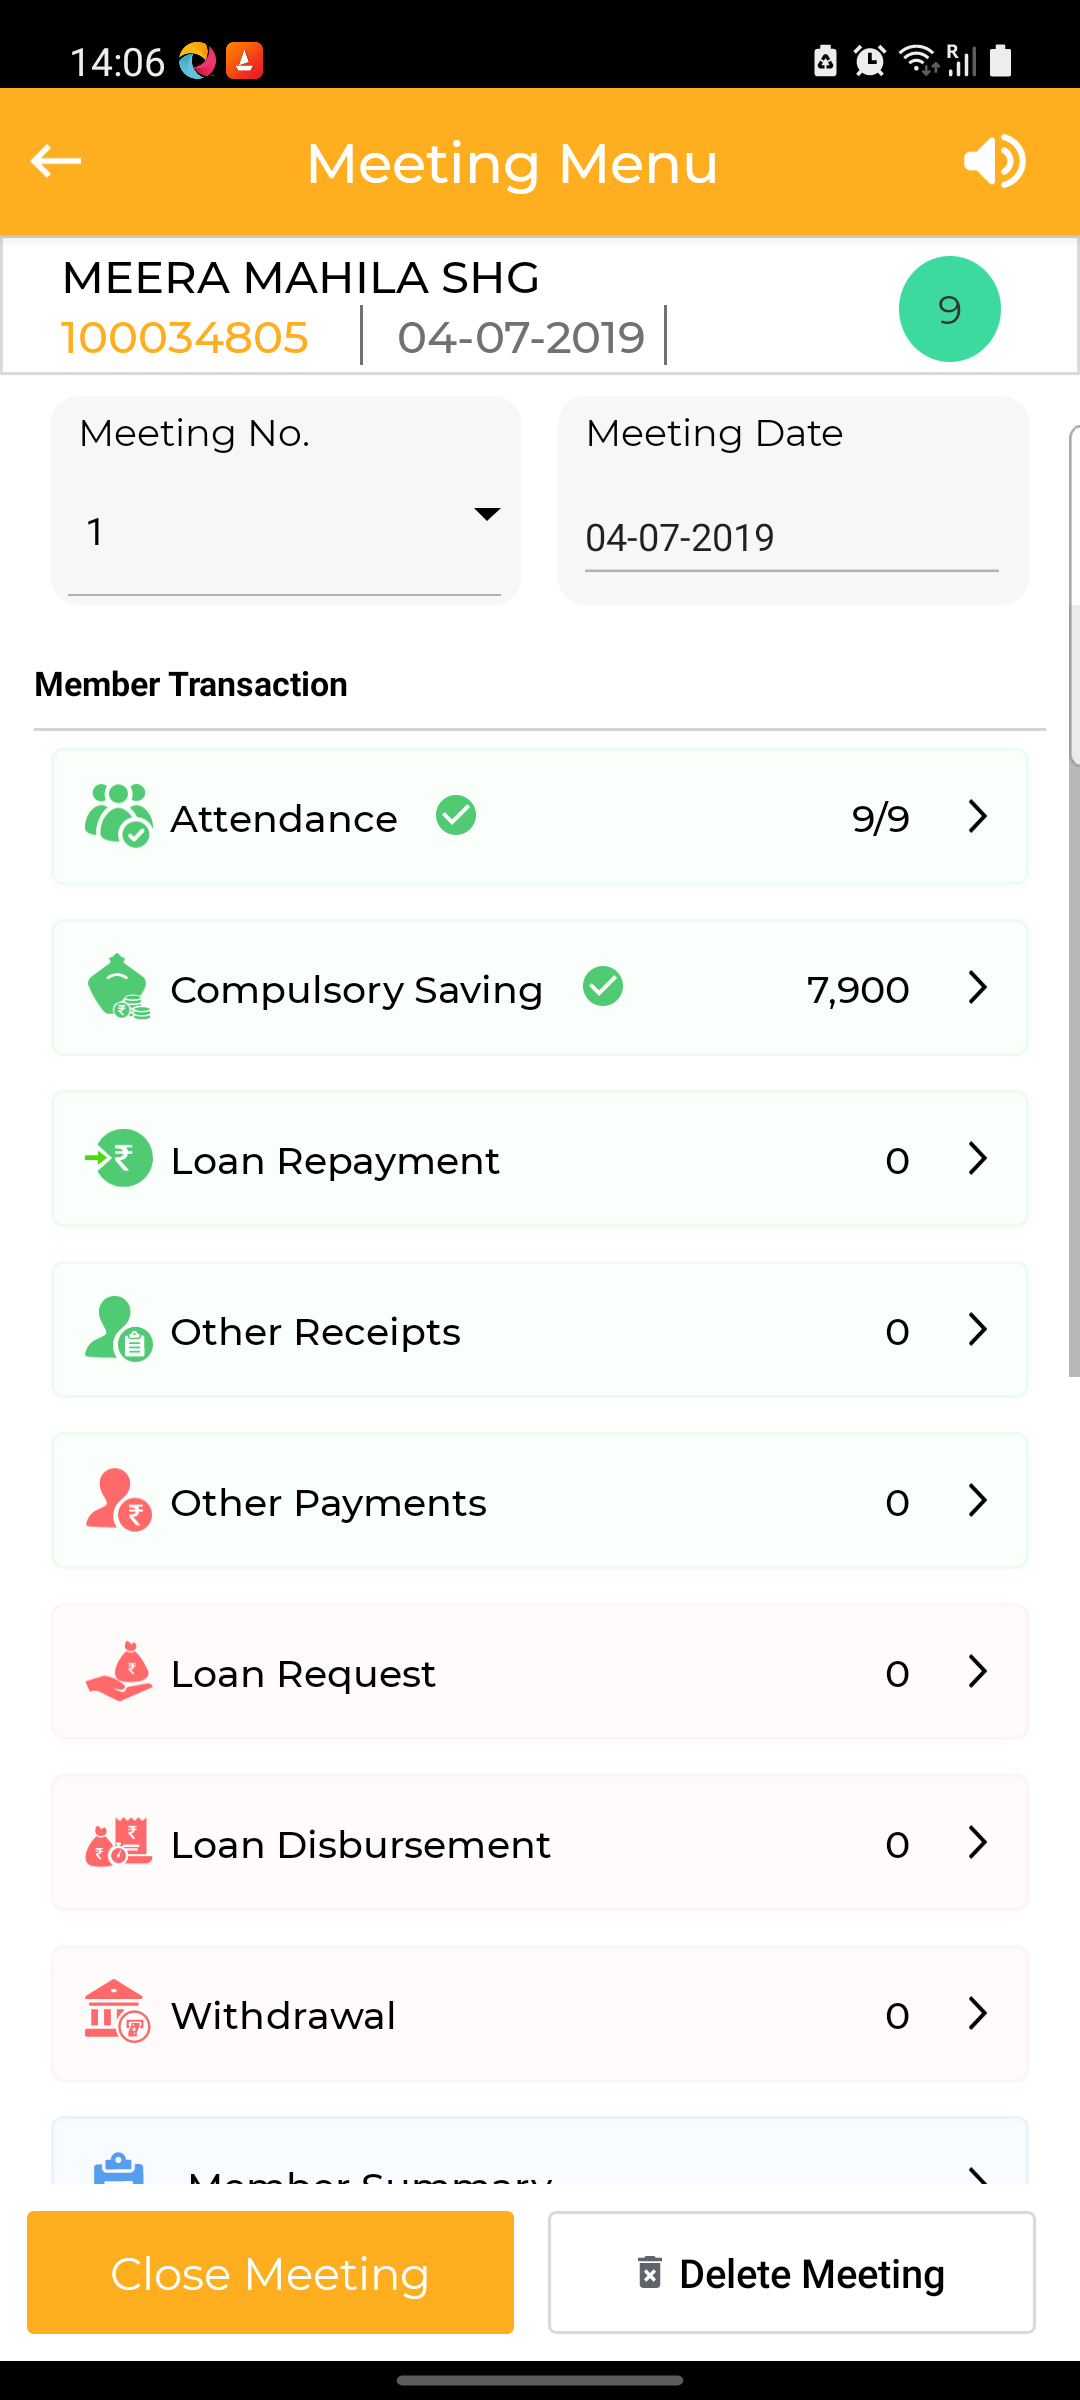 14:06
Meeting Menu
MEERA MAHILA SHG
100034805
04-07-2019
9
Meeting No.
Meeting Date
1
04-07-2019
Member Transaction
Attendance 9/9
Compulsory Saving 7,900
Loan Repayment 0
Other Receipts 0
Other Payments 0
Loan Request 0
Loan Disbursement 0
Withdrawal 0
Member Summary
Close Meeting
Delete Meeting